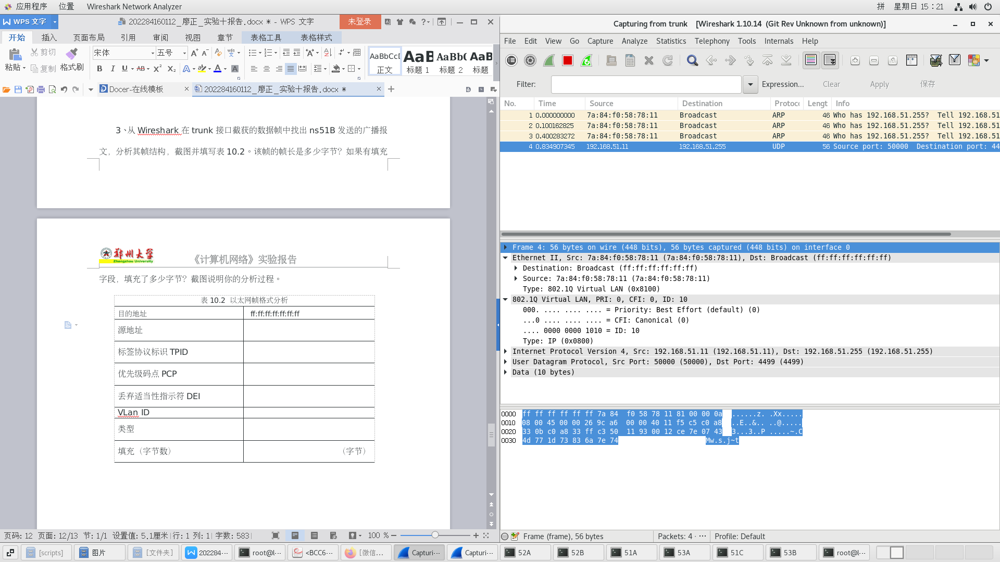 应用程序 位置 Wireshark Network Analyzer 拼 星期日 15：21
WPS 文字 202284160112_廖正_实验十报告.docx * - WPS 文字 未登录
开始 插入 页面布局 引用 审阅 视图 章节 表格工具 表格样式
粘贴 剪切 复制 格式刷 宋体 五号 AaBbCcD AaB AaBb( AaB
B I U AB X² X₂ A A A 正文 标题 1 标题 2 标题
Docer-在线模板 × 202284160112_廖正_实验十报告.docx * ×
3、从 Wireshark 在 trunk 接口截获的数据帧中找出 ns51B 发送的广播报
文，分析其帧结构，截图并填写表 10.2。该帧的帧长是多少字节？如果有填充
郑州大学
Zhengzhou University
《计算机网络》实验报告
字段，填充了多少字节？截图说明你的分析过程。
表 10.2 以太网帧格式分析
目的地址 ff:ff:ff:ff:ff:ff:ff
源地址
标签协议标识 TPID
优先级码点 PCP
丢弃适当性指示符 DEI
VLan ID
类型
填充（字节数） （字节）
页码: 12 页面: 12/13 节: 1/1 设置值: 5.1厘米 行: 1 列: 1 字数: 583 100 %
Capturing from trunk [Wireshark 1.10.14 (Git Rev Unknown from unknown)]
File Edit View Go Capture Analyze Statistics Telephony Tools Internals Help
Filter: Expression... Clear Apply 保存
No. Time Source Destination Protoc Lengt Info
1 0.000000000 7a:84:f0:58:78:11 Broadcast ARP 46 Who has 192.168.51.255? Tell 192.168.51
2 0.100162825 7a:84:f0:58:78:11 Broadcast ARP 46 Who has 192.168.51.255? Tell 192.168.51
3 0.400283272 7a:84:f0:58:78:11 Broadcast ARP 46 Who has 192.168.51.255? Tell 192.168.51
4 0.834907345 192.168.51.11 192.168.51.255 UDP 56 Source port: 50000 Destination port: 44
Frame 4: 56 bytes on wire (448 bits), 56 bytes captured (448 bits) on interface 0
Ethernet II, Src: 7a:84:f0:58:78:11 (7a:84:f0:58:78:11), Dst: Broadcast (ff:ff:ff:ff:ff:ff)
Destination: Broadcast (ff:ff:ff:ff:ff:ff)
Source: 7a:84:f0:58:78:11 (7a:84:f0:58:78:11)
Type: 802.1Q Virtual LAN (0x8100)
802.1Q Virtual LAN, PRI: 0, CFI: 0, ID: 10
000. .... .... .... = Priority: Best Effort (default) (0)
...0 .... .... .... = CFI: Canonical (0)
.... 0000 0000 1010 = ID: 10
Type: IP (0x0800)
Internet Protocol Version 4, Src: 192.168.51.11 (192.168.51.11), Dst: 192.168.51.255 (192.168.51.255)
User Datagram Protocol, Src Port: 50000 (50000), Dst Port: 4499 (4499)
Data (10 bytes)
0000 ff ff ff ff ff ff 7a 84 f0 58 78 11 81 00 00 0a ......z. .Xx.....
0010 08 00 45 00 00 26 9c a6 00 00 40 11 f5 c5 c0 a8 ..E..&.. ..@.....
0020 33 0b c0 a8 33 ff c3 50 11 93 00 12 ce 7e 07 43 3...3..P .....~.C
0030 4d 77 1d 73 83 6a 7e 74 Mw.s.j~t
Frame (frame), 56 bytes Packets: 4 · ··· Profile: Default
[scripts] 图片 [文件夹] 202284··· root@l-··· <BCC6··· [微信... Capturi··· Capturi··· 52A 52B 51A 53A 51C 53B root@l-···